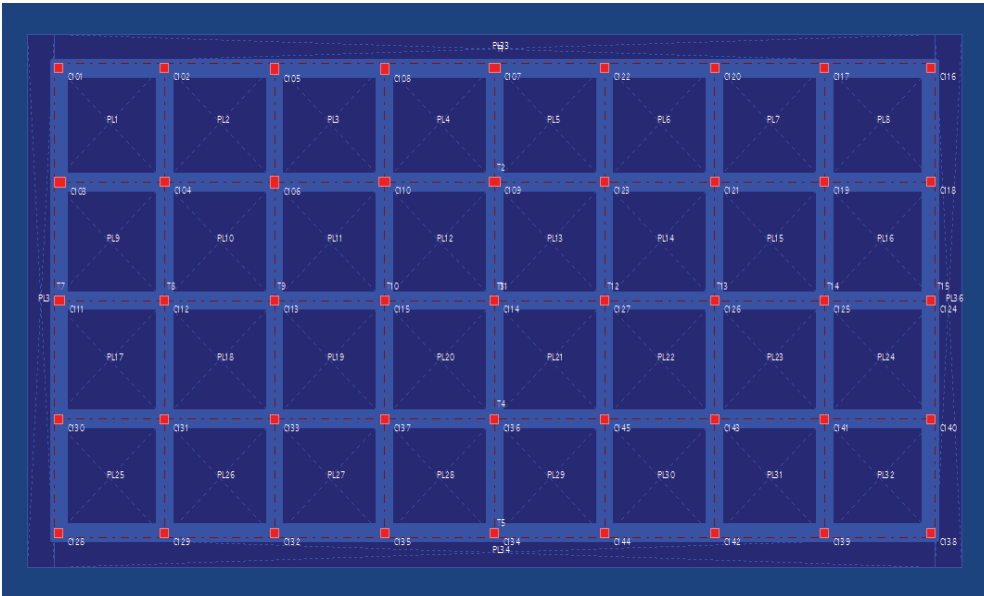 PL33
C101 C102 C105 C108 C107 C122 C120 C117 C116
PL1 PL2 PL3 PL4 PL5 PL6 PL7 PL8
T2
C103 C104 C106 C110 C109 C123 C121 C119 C118
PL9 PL10 PL11 PL12 PL13 PL14 PL15 PL16
T7 T8 T9 T10 T11 T12 T13 T14 T15
PL3 PL36
C111 C112 C113 C115 C114 C127 C126 C125 C124
PL17 PL18 PL19 PL20 PL21 PL22 PL23 PL24
T4
C130 C131 C133 C137 C136 C145 C143 C141 C140
PL25 PL26 PL27 PL28 PL29 PL30 PL31 PL32
T5
C128 C129 C132 C135 C134 C144 C142 C139 C138
PL34